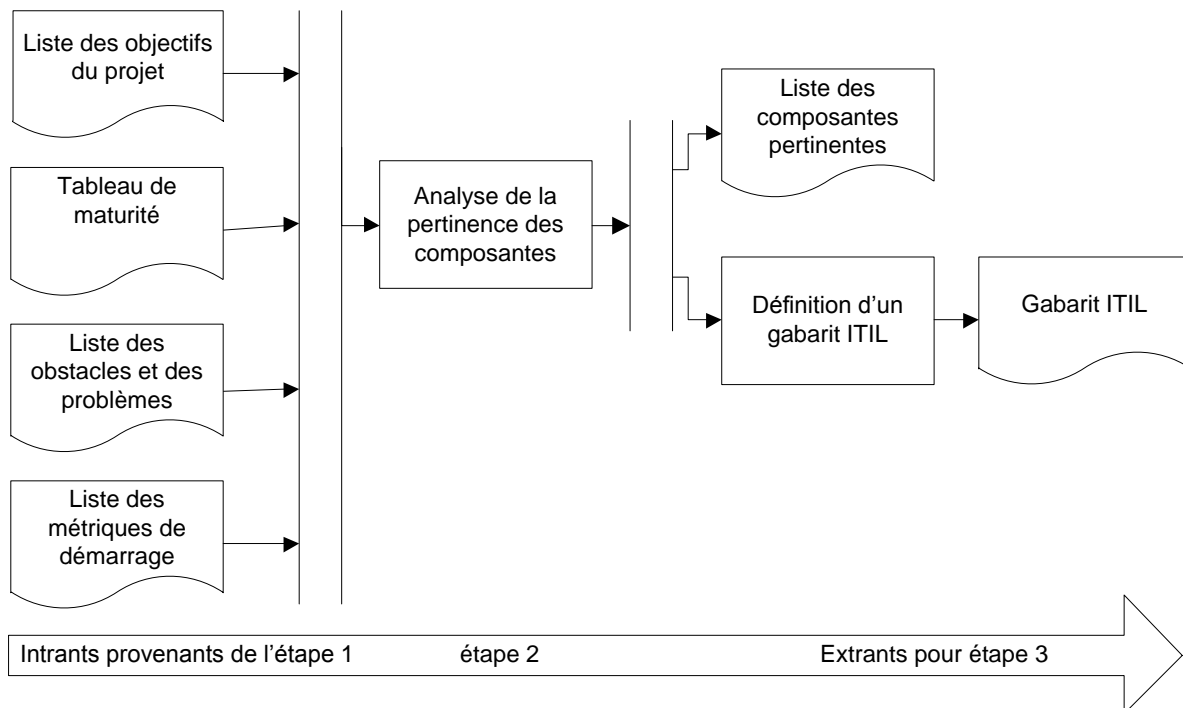 Liste des objectifs
du projet
Tableau de
maturité
Liste des
obstacles et des
problèmes
Liste des
métriques de
démarrage
Analyse de la
pertinence des
composantes
Liste des
composantes
pertinentes
Définition d'un
gabarit ITIL
Gabarit ITIL
Intrants provenants de l'étape 1
étape 2
Extrants pour étape 3